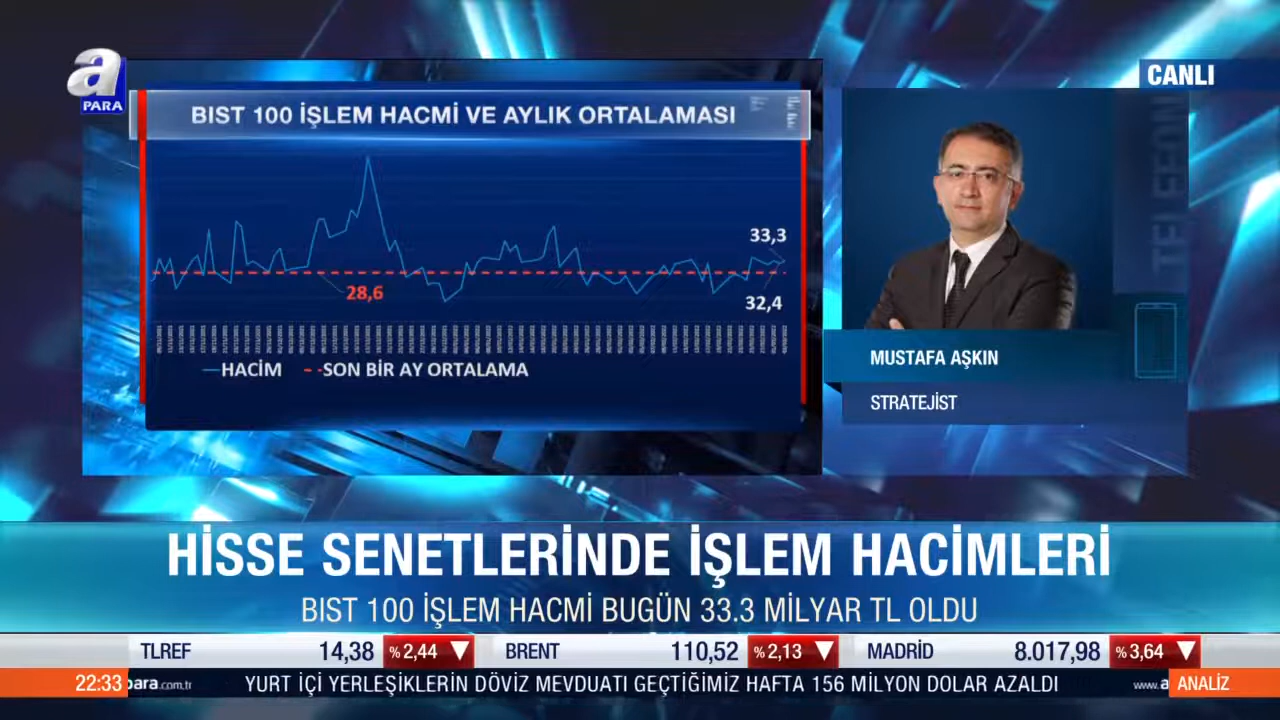 a
PARA
BIST 100 İŞLEM HACMİ VE AYLIK ORTALAMASI
CANLI
TELEFON
33,3
28,6
32,4
HACİM
SON BİR AY ORTALAMA
MUSTAFA AŞKIN
STRATEJİST
HİSSE SENETLERİNDE İŞLEM HACİMLERİ
BIST 100 İŞLEM HACMİ BUGÜN 33.3 MİLYAR TL OLDU
TLREF 14,38 %2,44 BRENT 110,52 %2,13 MADRID 8.017,98 %3,64
22:33 para.com.tr YURT İÇİ YERLEŞİKLERİN DÖVİZ MEVDUATI GEÇTİĞİMİZ HAFTA 156 MİLYON DOLAR AZALDI www.a ANALİZ